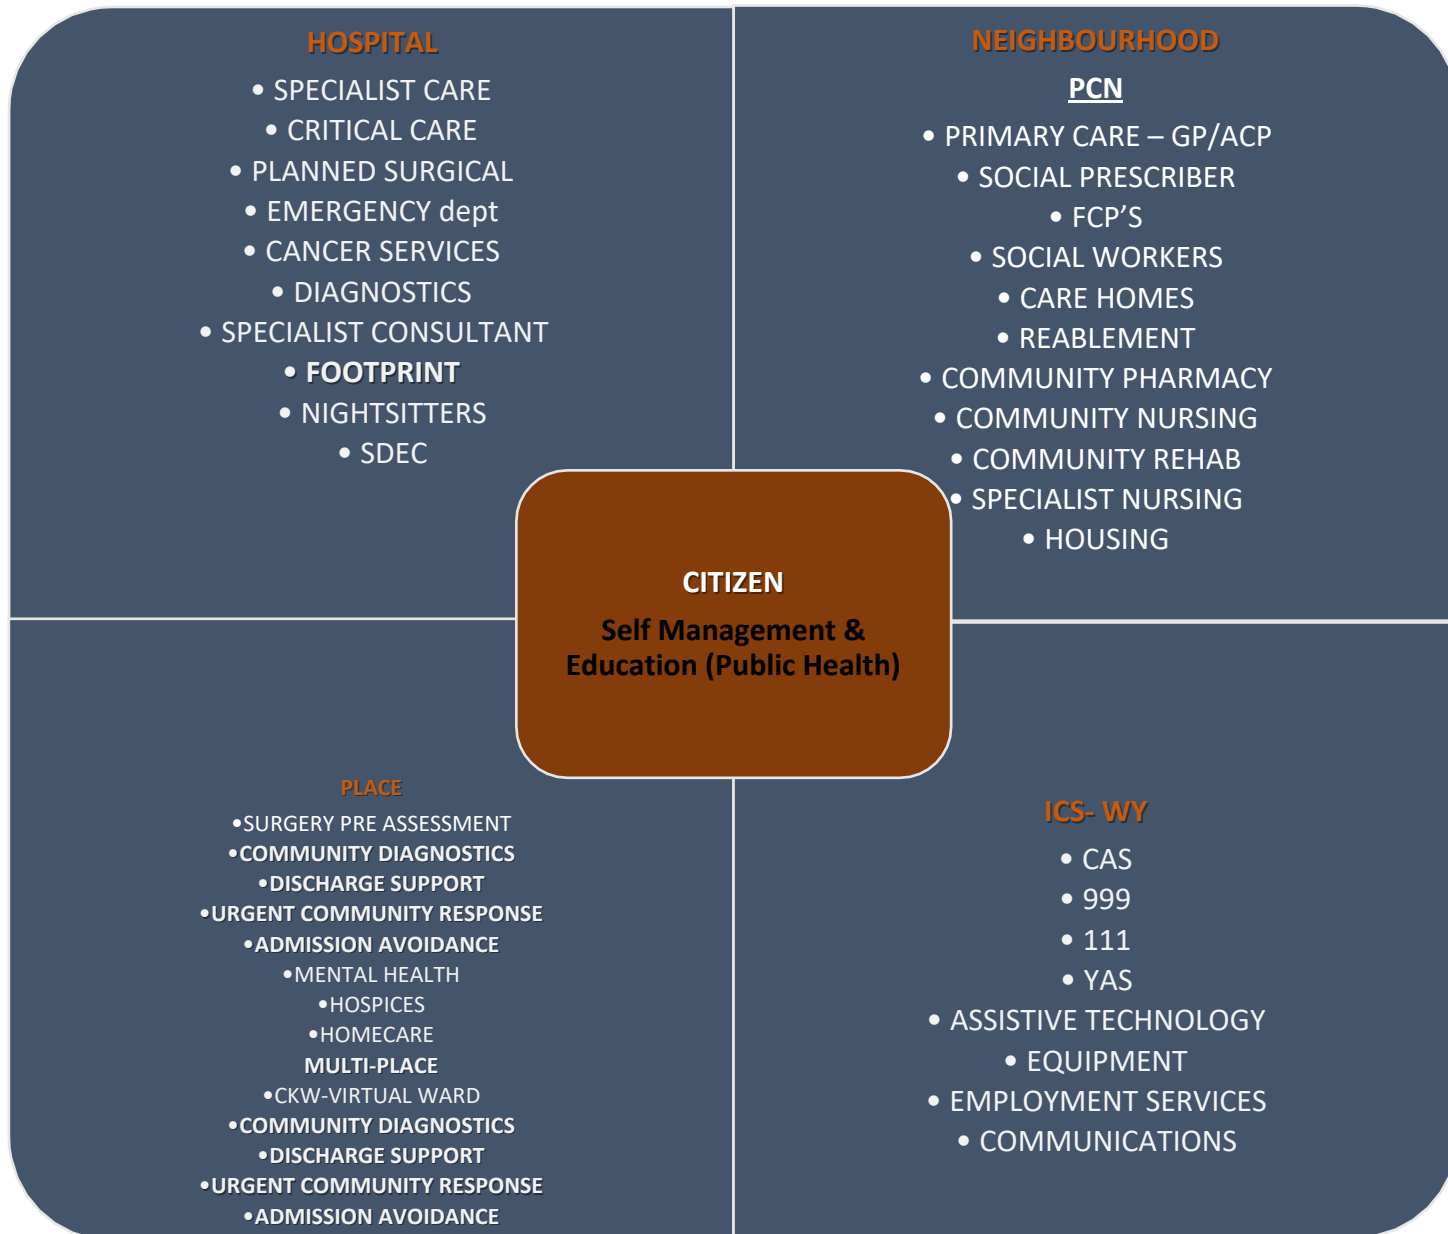 HOSPITAL
• SPECIALIST CARE
• CRITICAL CARE
• PLANNED SURGICAL
• EMERGENCY dept
• CANCER SERVICES
• DIAGNOSTICS
• SPECIALIST CONSULTANT
• FOOTPRINT
• NIGHTSITTERS
• SDEC
NEIGHBOURHOOD
PCN
• PRIMARY CARE – GP/ACP
• SOCIAL PRESCRIBER
• FCP’S
• SOCIAL WORKERS
• CARE HOMES
• REABLEMENT
• COMMUNITY PHARMACY
• COMMUNITY NURSING
• COMMUNITY REHAB
• SPECIALIST NURSING
• HOUSING
CITIZEN
Self Management &
Education (Public Health)
PLACE
•SURGERY PRE ASSESSMENT
•COMMUNITY DIAGNOSTICS
•DISCHARGE SUPPORT
•URGENT COMMUNITY RESPONSE
•ADMISSION AVOIDANCE
•MENTAL HEALTH
•HOSPICES
•HOMECARE
MULTI-PLACE
•CKW-VIRTUAL WARD
•COMMUNITY DIAGNOSTICS
•DISCHARGE SUPPORT
•URGENT COMMUNITY RESPONSE
•ADMISSION AVOIDANCE
ICS- WY
• CAS
• 999
• 111
• YAS
• ASSISTIVE TECHNOLOGY
• EQUIPMENT
• EMPLOYMENT SERVICES
• COMMUNICATIONS